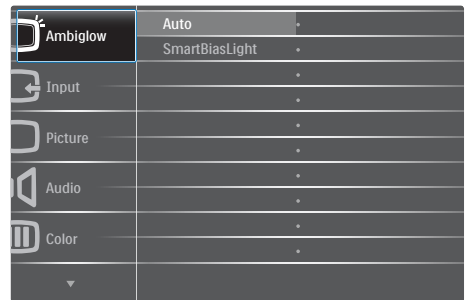 Ambiglow
Auto
SmartBiasLight
Input
Picture
Audio
Color